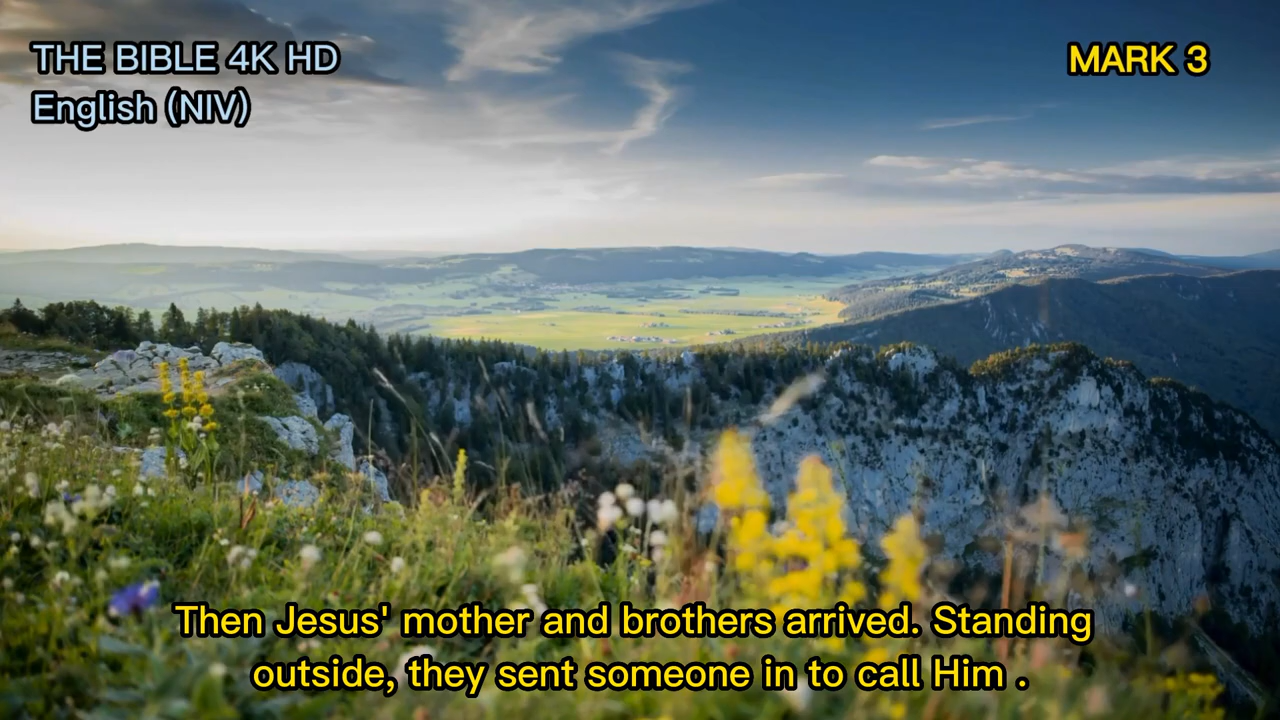 THE BIBLE 4K HD
English (NIV)
MARK 3
Then Jesus' mother and brothers arrived. Standing
outside, they sent someone in to call Him .